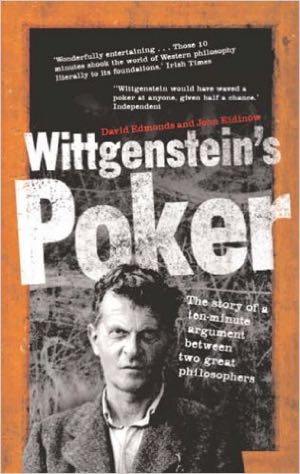 'Wonderfully entertaining . . . Those 10
minutes shook the world of Western philosophy
literally to its foundations.' Irish Times
'Wittgenstein would have waved a
poker at anyone, given half a chance.'
Independent
David Edmonds and John Eidinow
Wittgenstein's
Poker
The story of a
ten-minute
argument
between
two great
philosophers